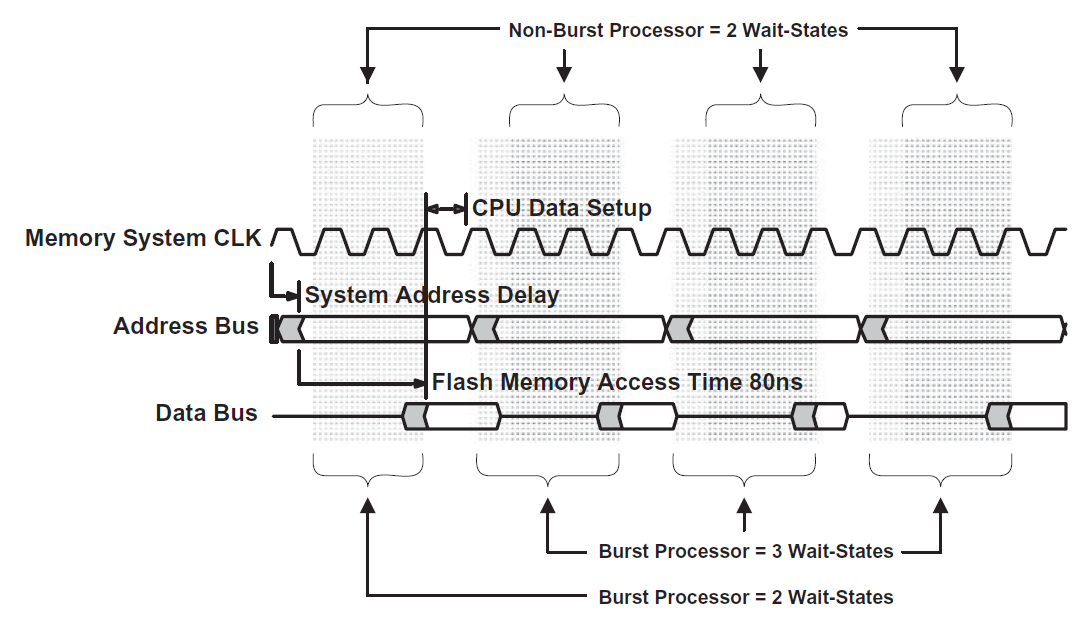 Non-Burst Processor = 2 Wait-States
CPU Data Setup
Memory System CLK
System Address Delay
Address Bus
Flash Memory Access Time 80ns
Data Bus
Burst Processor = 3 Wait-States
Burst Processor = 2 Wait-States